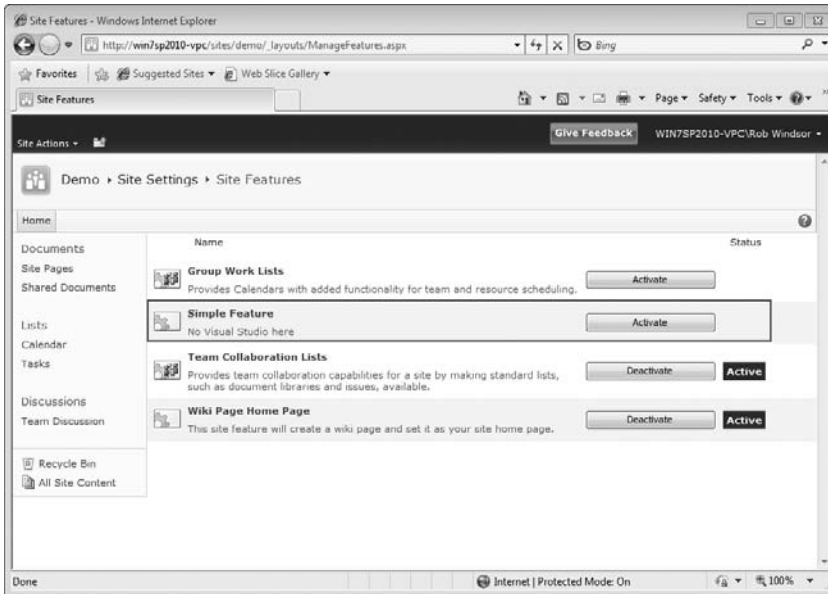 Site Features - Windows Internet Explorer
http://win7sp2010-vpc/sites/demo/_layouts/ManageFeatures.aspx
Bing
Favorites
Suggested Sites
Web Slice Gallery
Site Features
Page
Safety
Tools
Site Actions
Give Feedback
WIN7SP2010-VPC\Rob Windsor
Demo
Site Settings
Site Features
Home
Documents
Site Pages
Shared Documents
Lists
Calendar
Tasks
Discussions
Team Discussion
Recycle Bin
All Site Content
Name
Status
Group Work Lists
Provides Calendars with added functionality for team and resource scheduling.
Activate
Simple Feature
No Visual Studio here
Activate
Team Collaboration Lists
Provides team collaboration capabilities for a site by making standard lists,
such as document libraries and issues, available.
Deactivate
Active
Wiki Page Home Page
This site feature will create a wiki page and set it as your site home page.
Deactivate
Active
Done
Internet | Protected Mode: On
100%